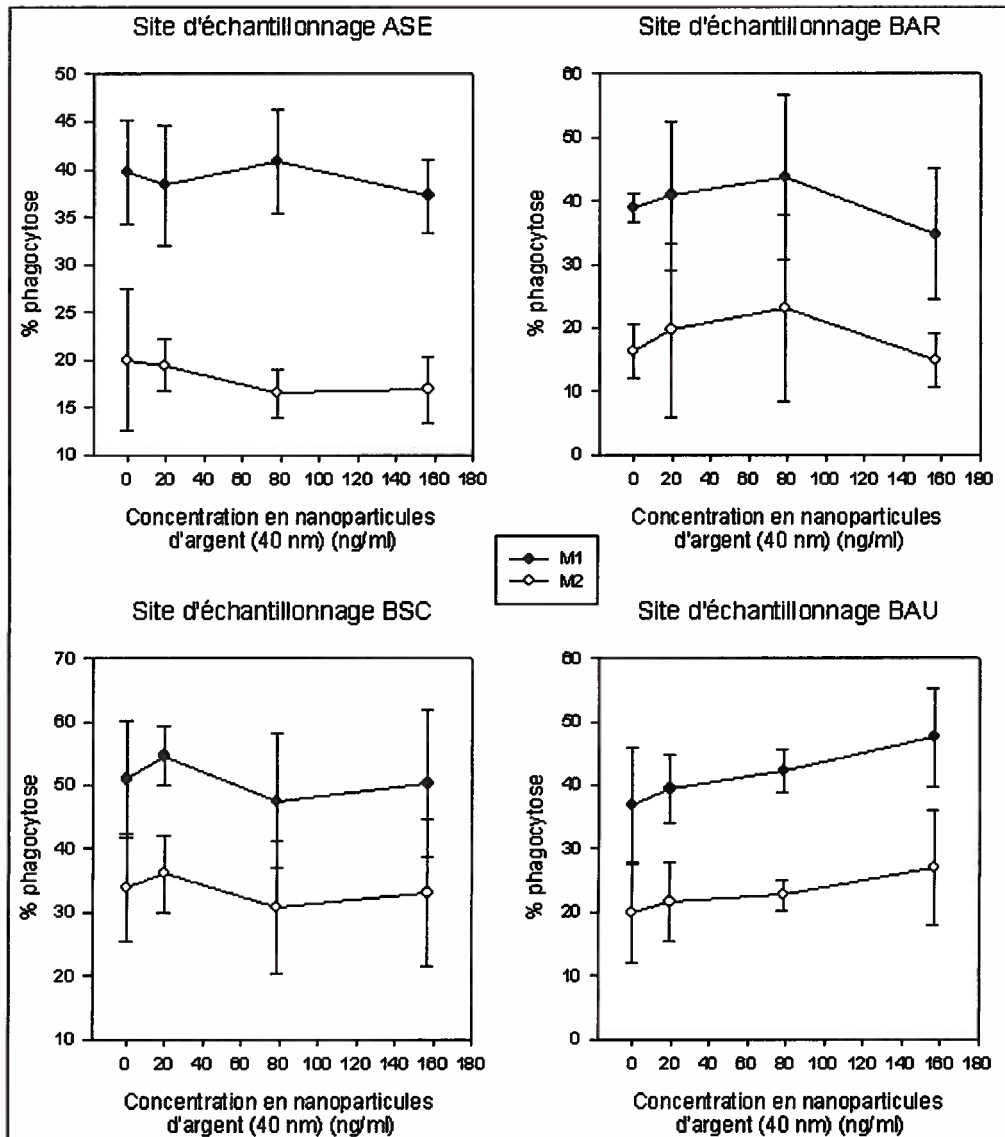 Site d'échantillonnage ASE
50
45
40
35
30
25
20
15
10
% phagocytose
0 20 40 60 80 100 120 140 160 180
Concentration en nanoparticules
d'argent (40 nm) (ng/ml)
Site d'échantillonnage BAR
60
50
40
30
20
10
0
% phagocytose
0 20 40 60 80 100 120 140 160 180
Concentration en nanoparticules
d'argent (40 nm) (ng/ml)
M1
M2
Site d'échantillonnage BSC
70
60
50
40
30
20
10
% phagocytose
0 20 40 60 80 100 120 140 160 180
Concentration en nanoparticules
d'argent (40 nm) (ng/ml)
Site d'échantillonnage BAU
60
50
40
30
20
10
0
% phagocytose
0 20 40 60 80 100 120 140 160 180
Concentration en nanoparticules
d'argent (40 nm) (ng/ml)